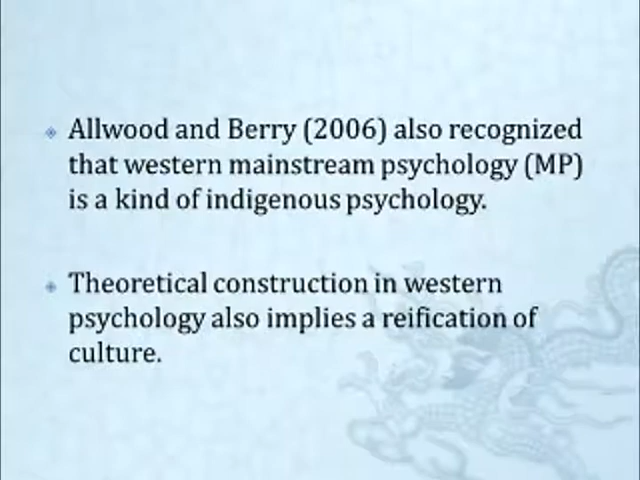 Allwood and Berry (2006) also recognized
that western mainstream psychology (MP)
is a kind of indigenous psychology.
Theoretical construction in western
psychology also implies a reification of
culture.